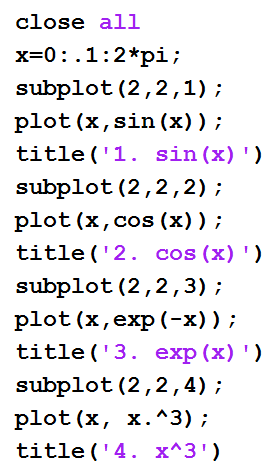 close all
x=0:.1:2*pi;
subplot(2,2,1);
plot(x,sin(x));
title('1. sin(x)')
subplot(2,2,2);
plot(x,cos(x));
title('2. cos(x)')
subplot(2,2,3);
plot(x,exp(-x));
title('3. exp(x)')
subplot(2,2,4);
plot(x, x.^3);
title('4. x^3')